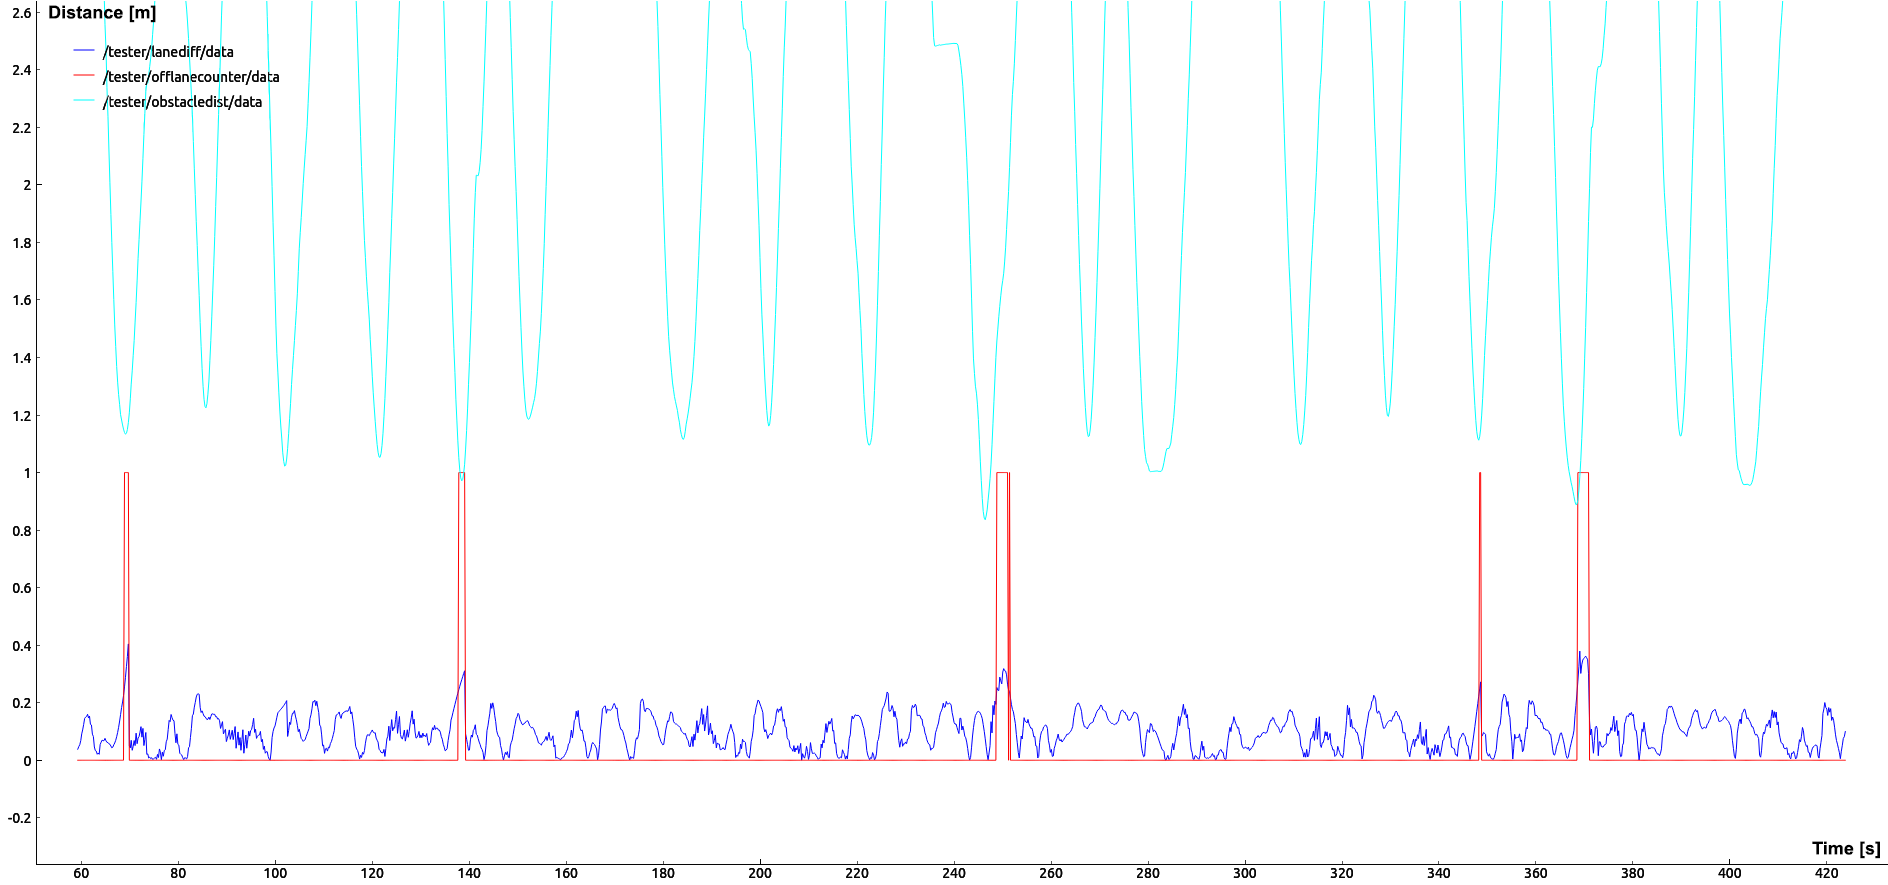 Distance [m]
/tester/lanediff/data
/tester/offlanecounter/data
/tester/obstacledist/data
2.6
2.4
2.2
2
1.8
1.6
1.4
1.2
1
0.8
0.6
0.4
0.2
0
-0.2
Time [s]
60 80 100 120 140 160 180 200 220 240 260 280 300 320 340 360 380 400 420